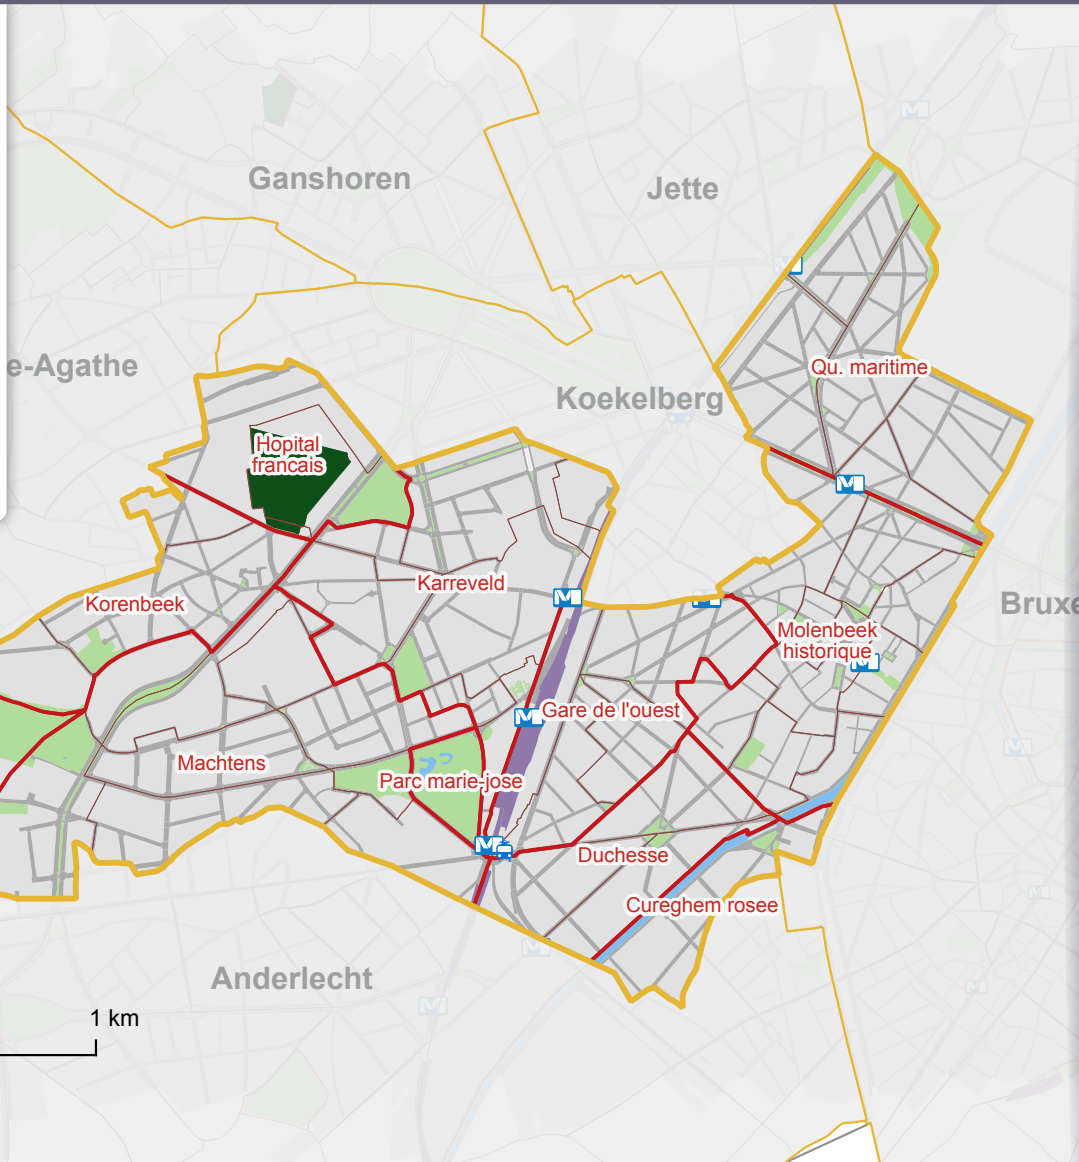 Ganshoren
Jette
e-Agathe
Qu. maritime
Koekelberg
Hopital
francais
Karreveld
Korenbeek
Bruxe
Molenbeek
historique
Gare de l'ouest
Machtens
Parc marie-jose
Duchesse
Cureghem rosee
Anderlecht
1 km